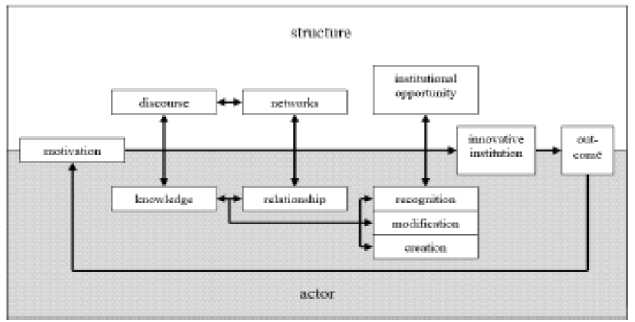 structure
institutional
opportunity
discourse
networks
motivation
innovative
institution
out-
come
knowledge
relationship
recognition
modification
creation
actor